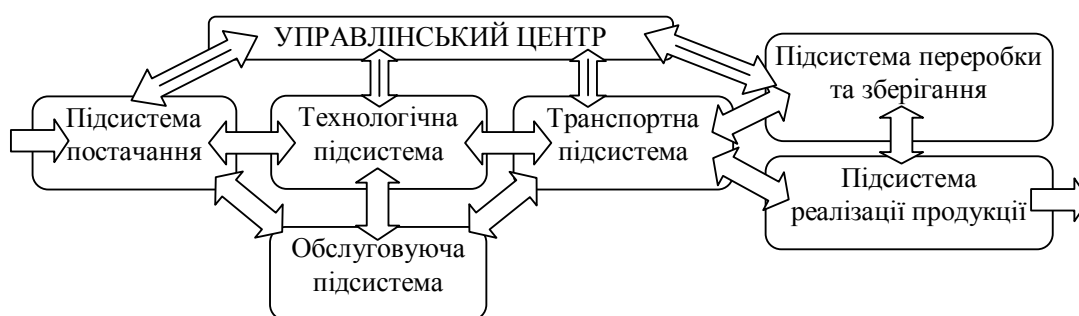 УПРАВЛІНСЬКИЙ ЦЕНТР
Підсистема
постачання
Технологічна
підсистема
Транспортна
підсистема
Підсистема переробки
та зберігання
Підсистема
реалізації продукції
Обслуговуюча
підсистема